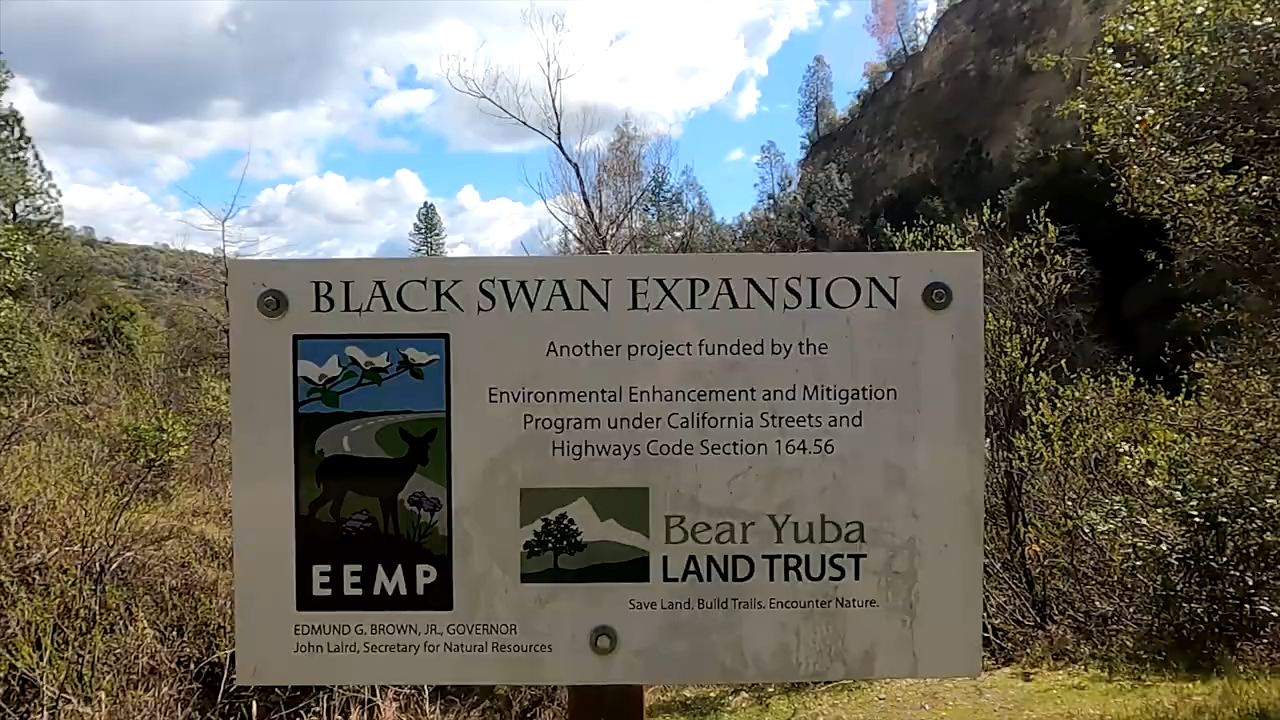 BLACK SWAN EXPANSION
Another project funded by the
Environmental Enhancement and Mitigation
Program under California Streets and
Highways Code Section 164.56
EEMP
Bear Yuba
LAND TRUST
Save Land. Build Trails. Encounter Nature.
EDMUND G. BROWN, JR., GOVERNOR
John Laird, Secretary for Natural Resources